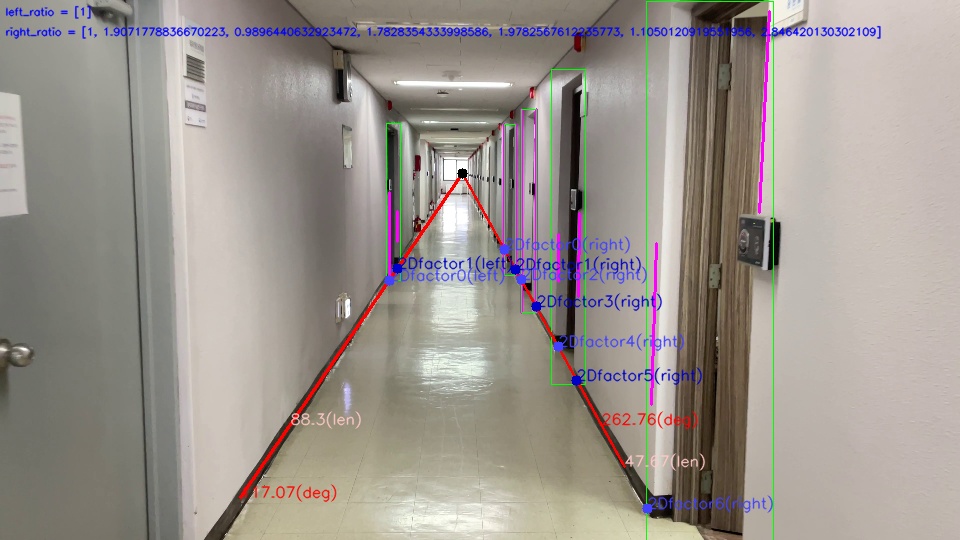 left_ratio = [1]
right_ratio = [1, 1.9071778836670223, 0.9896440632923472, 1.7828354333998586, 1.9782567612235773, 1.1050120919551956, 2.846420130302109]
2Dfactor0(right)
2Dfactor1(left)
2Dfactor1(right)
2Dfactor0(left)
2Dfactor2(right)
2Dfactor3(right)
2Dfactor4(right)
2Dfactor5(right)
88.3(len)
262.76(deg)
47.67(len)
17.07(deg)
2Dfactor6(right)